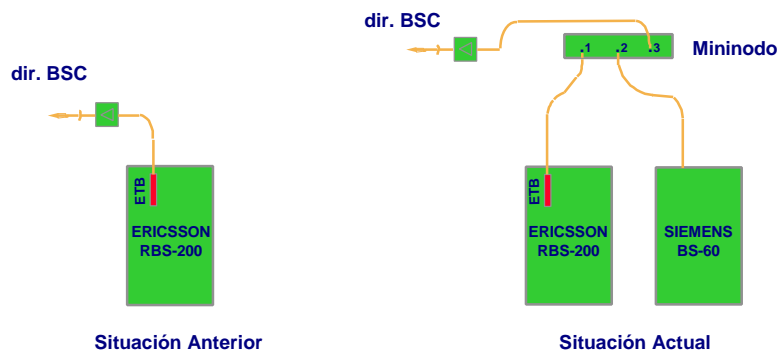 dir. BSC
ETB
ERICSSON
RBS-200
Situación Anterior
dir. BSC
.1 .2 .3
Mininodo
ETB
ERICSSON
RBS-200
SIEMENS
BS-60
Situación Actual